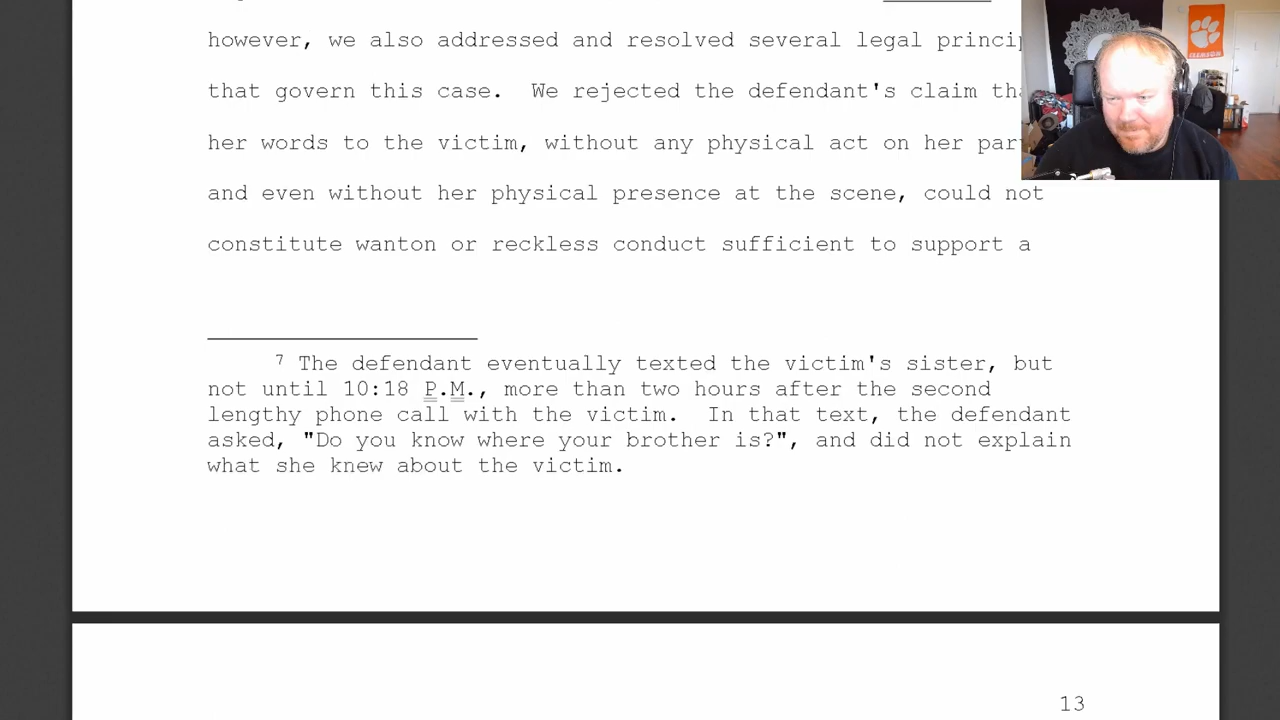 however, we also addressed and resolved several legal
that govern this case. We rejected the defendant's claim
her words to the victim, without any physical act on her
and even without her physical presence at the scene, could not
constitute wanton or reckless conduct sufficient to support a
7 The defendant eventually texted the victim's sister, but
not until 10:18 P.M., more than two hours after the second
lengthy phone call with the victim. In that text, the defendant
asked, "Do you know where your brother is?", and did not explain
what she knew about the victim.
13
CLEMSON